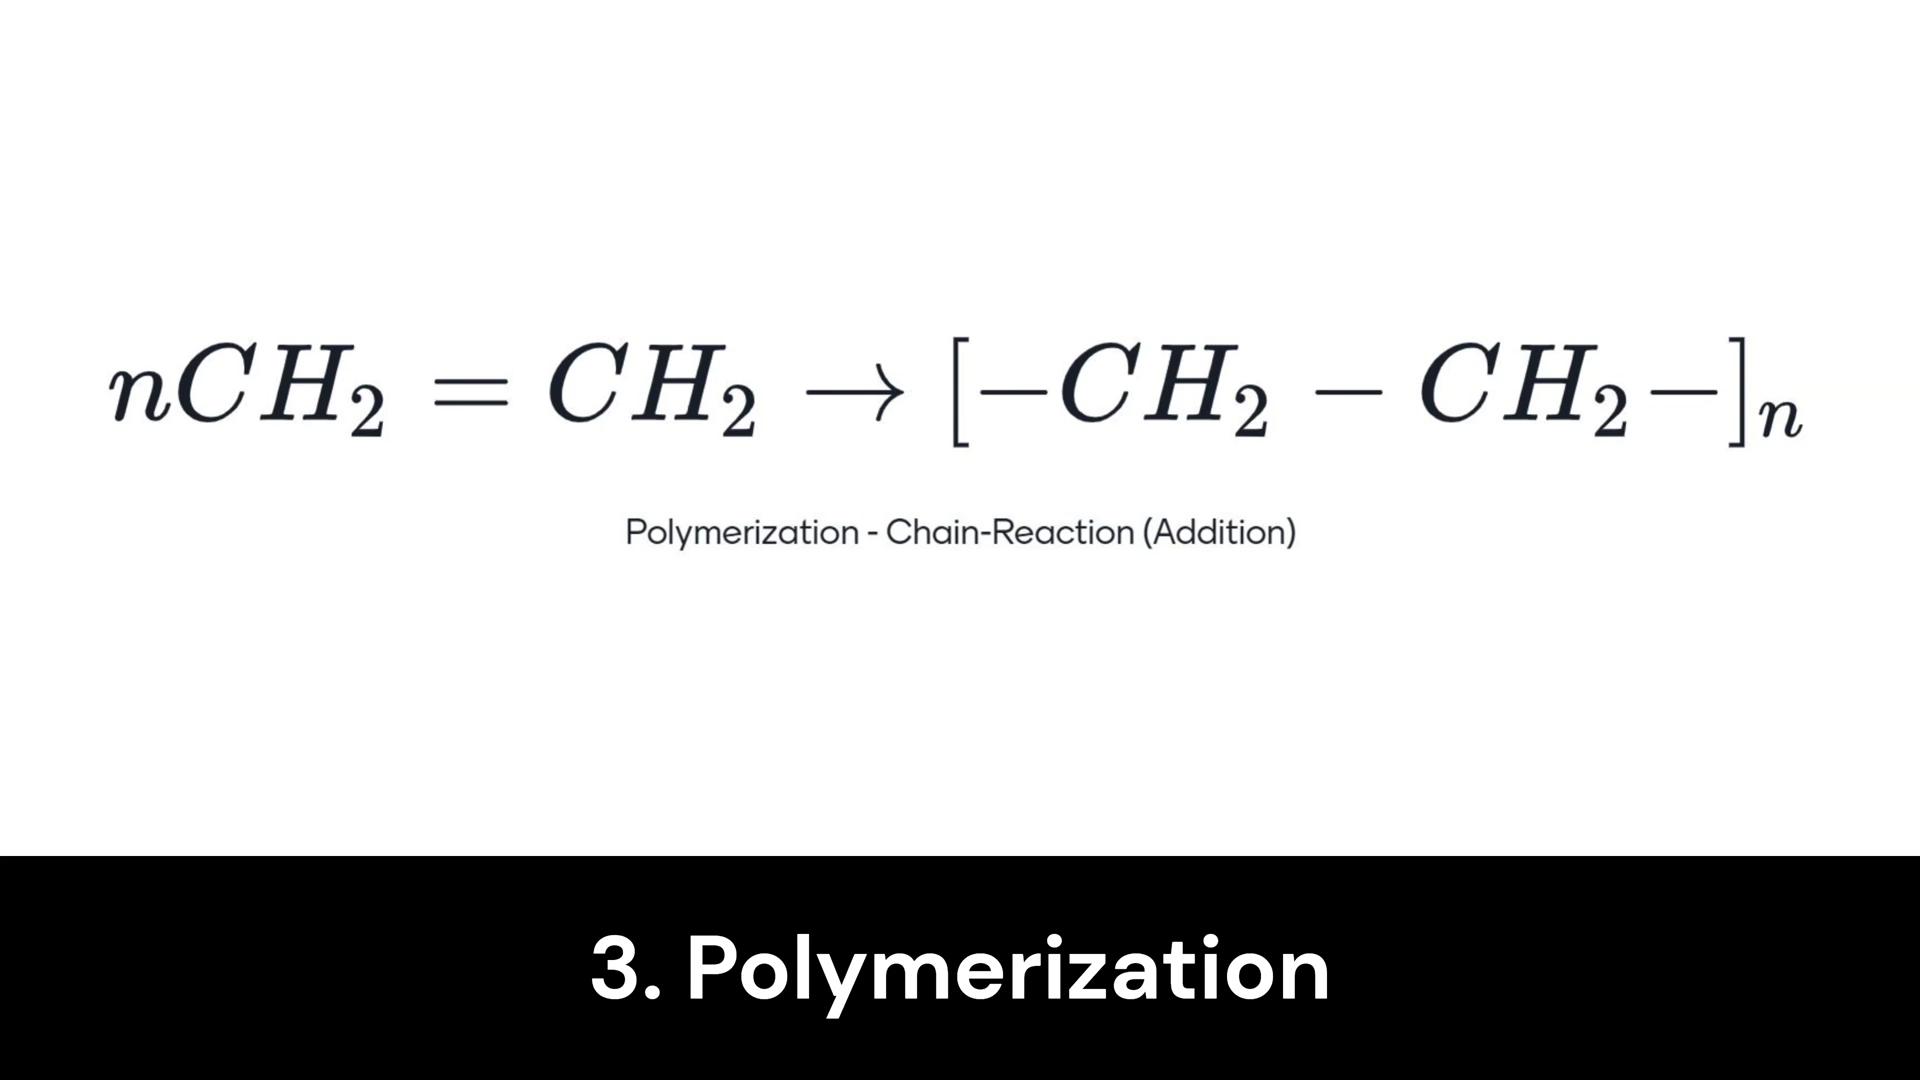 nCH₂ = CH₂ → [−CH₂ − CH₂−]ₙ
Polymerization - Chain-Reaction (Addition)
3. Polymerization